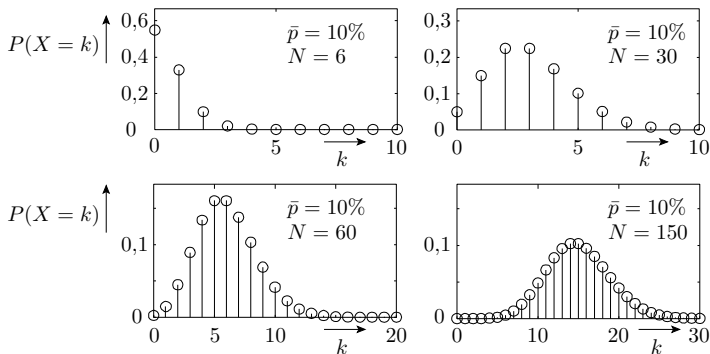 0,6
0,4
0,2
0
0
5
10
P(X = k)
p̄ = 10%
N = 6
k
0,3
0,2
0,1
0
0
5
10
p̄ = 10%
N = 30
k
P(X = k)
0,1
0
0
5
10
15
20
p̄ = 10%
N = 60
k
0,1
0
0
10
20
30
p̄ = 10%
N = 150
k